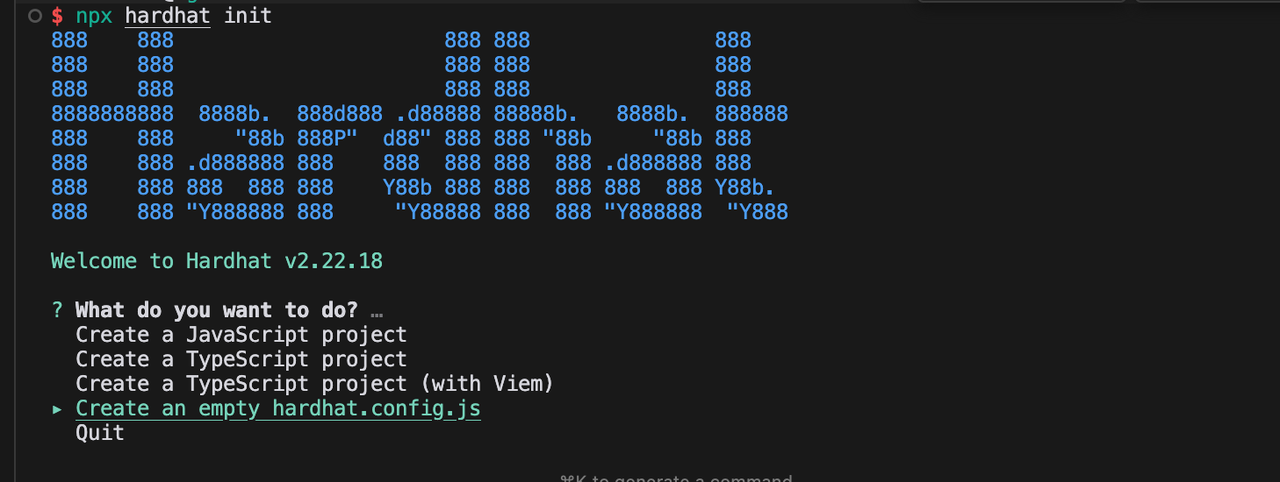 $ npx hardhat init
888    888                      888 888               888
888    888                      888 888               888
888    888                      888 888               888
8888888888  8888b.  888d888 .d88888 88888b.   8888b.  888888
888    888     "88b 888P"  d88" 888 888 "88b     "88b 888
888    888 .d888888 888    888  888 888  888 .d888888 888
888    888 888  888 888    Y88b 888 888  888 888  888 Y88b.
888    888 "Y888888 888     "Y88888 888  888 "Y888888  "Y888
Welcome to Hardhat v2.22.18
? What do you want to do? …
Create a JavaScript project
Create a TypeScript project
Create a TypeScript project (with Viem)
▸ Create an empty hardhat.config.js
Quit
⌘K to generate a command